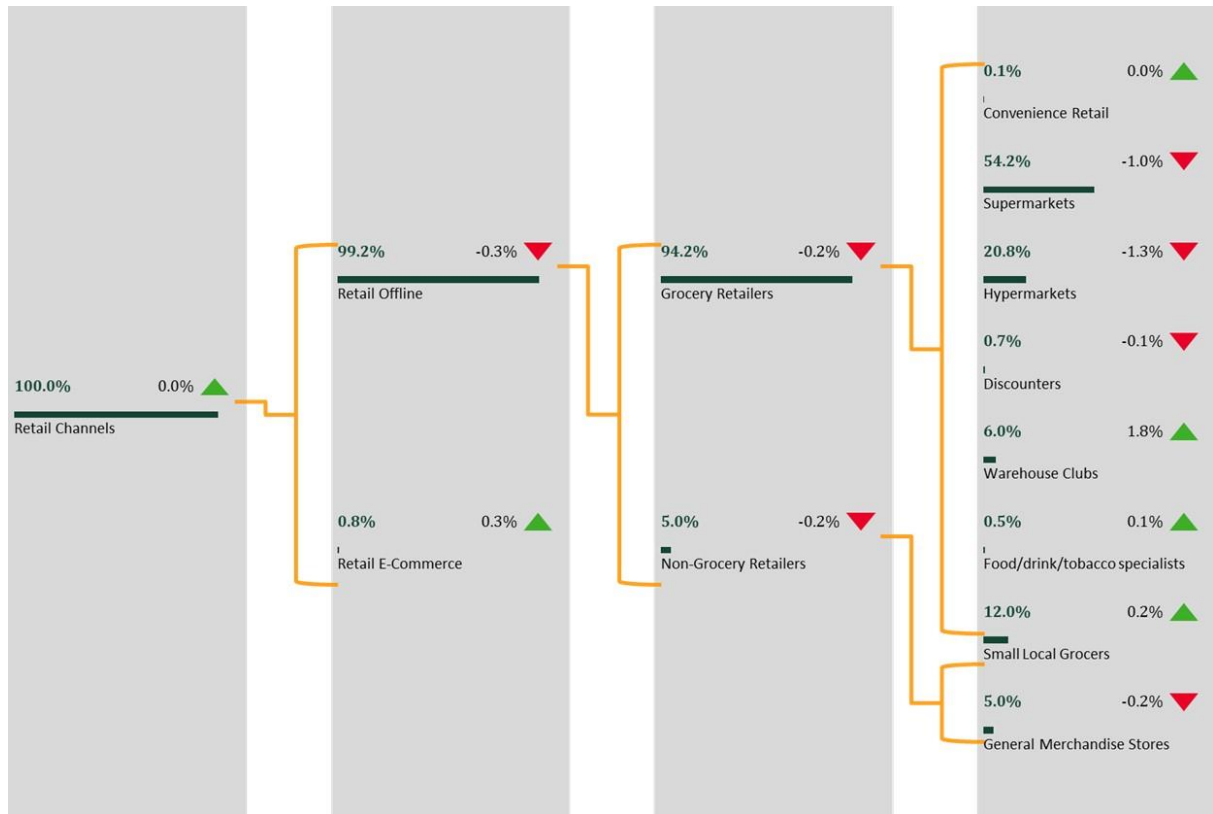 100.0% 0.0%
Retail Channels
99.2% -0.3%
Retail Offline
0.8% 0.3%
Retail E-Commerce
94.2% -0.2%
Grocery Retailers
5.0% -0.2%
Non-Grocery Retailers
0.1% 0.0%
Convenience Retail
54.2% -1.0%
Supermarkets
20.8% -1.3%
Hypermarkets
0.7% -0.1%
Discounters
6.0% 1.8%
Warehouse Clubs
0.5% 0.1%
Food/drink/tobacco specialists
12.0% 0.2%
Small Local Grocers
5.0% -0.2%
General Merchandise Stores